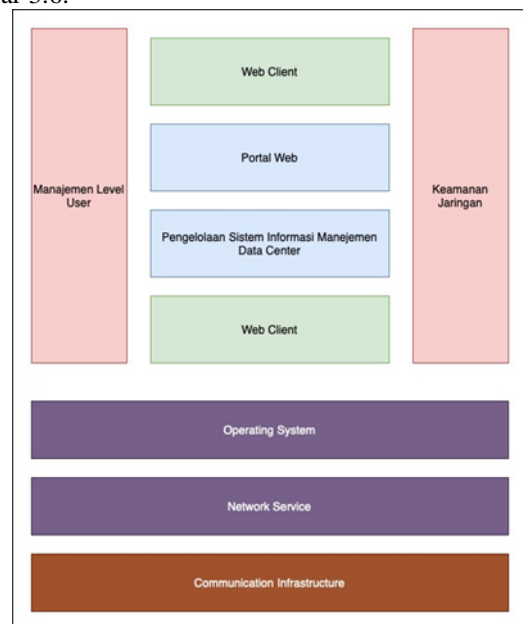 ar 3.6.
Web Client
Portal Web
Manajemen Level
User
Keamanan
Jaringan
Pengelolaan Sistem Informasi Manejemen
Data Center
Web Client
Operating System
Network Service
Communication Infrastructure